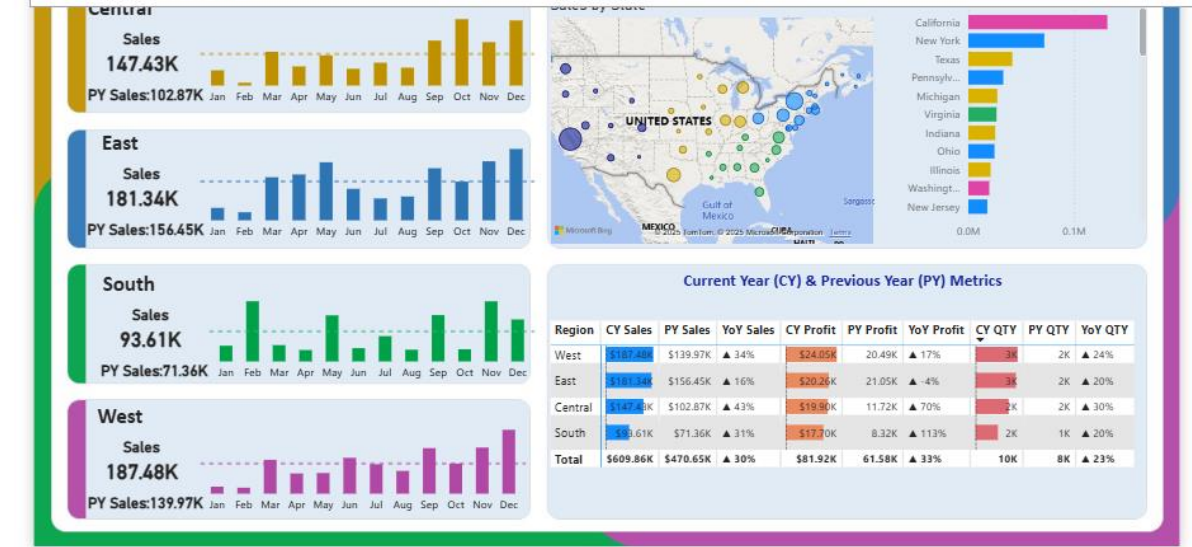 Central
Sales
147.43K
PY Sales:102.87K
Jan Feb Mar Apr May Jun Jul Aug Sep Oct Nov Dec
East
Sales
181.34K
PY Sales:156.45K
Jan Feb Mar Apr May Jun Jul Aug Sep Oct Nov Dec
South
Sales
93.61K
PY Sales:71.36K
Jan Feb Mar Apr May Jun Jul Aug Sep Oct Nov Dec
West
Sales
187.48K
PY Sales:139.97K
Jan Feb Mar Apr May Jun Jul Aug Sep Oct Nov Dec
Sales by State
UNITED STATES
Gulf of
Mexico
MEXICO
CUBA
HAITI
Microsoft Bing
© 2025 TomTom, © 2025 Microsoft Corporation Terms
California
New York
Texas
Pennsylv...
Michigan
Virginia
Indiana
Ohio
Illinois
Washingt...
New Jersey
0.0M 0.1M
Current Year (CY) & Previous Year (PY) Metrics
Region CY Sales PY Sales YoY Sales CY Profit PY Profit YoY Profit CY QTY PY QTY YoY QTY
West $187.48K $139.97K ▲ 34% $24.05K 20.49K ▲ 17% 3K 2K ▲ 24%
East $181.34K $156.45K ▲ 16% $20.26K 21.05K ▲ -4% 3K 2K ▲ 20%
Central $147.43K $102.87K ▲ 43% $19.90K 11.72K ▲ 70% 2K 2K ▲ 30%
South $93.61K $71.36K ▲ 31% $17.70K 8.32K ▲ 113% 2K 1K ▲ 20%
Total $609.86K $470.65K ▲ 30% $81.92K 61.58K ▲ 33% 10K 8K ▲ 23%